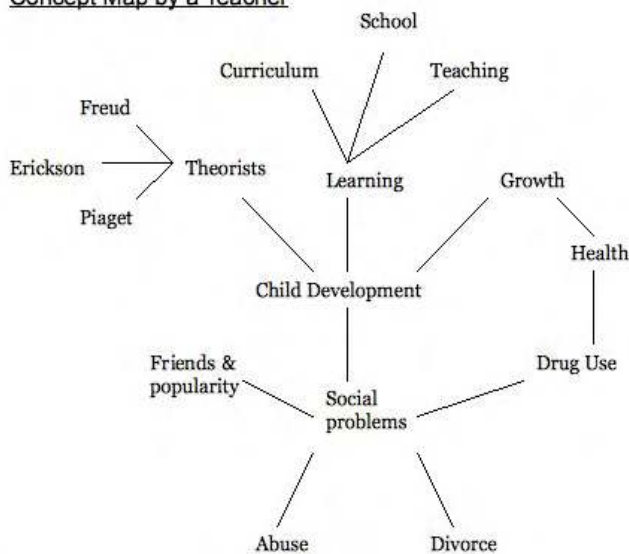 Concept Map by a Teacher
School
Curriculum
Teaching
Freud
Erickson
Theorists
Learning
Growth
Piaget
Health
Child Development
Friends &
popularity
Drug Use
Social
problems
Abuse
Divorce